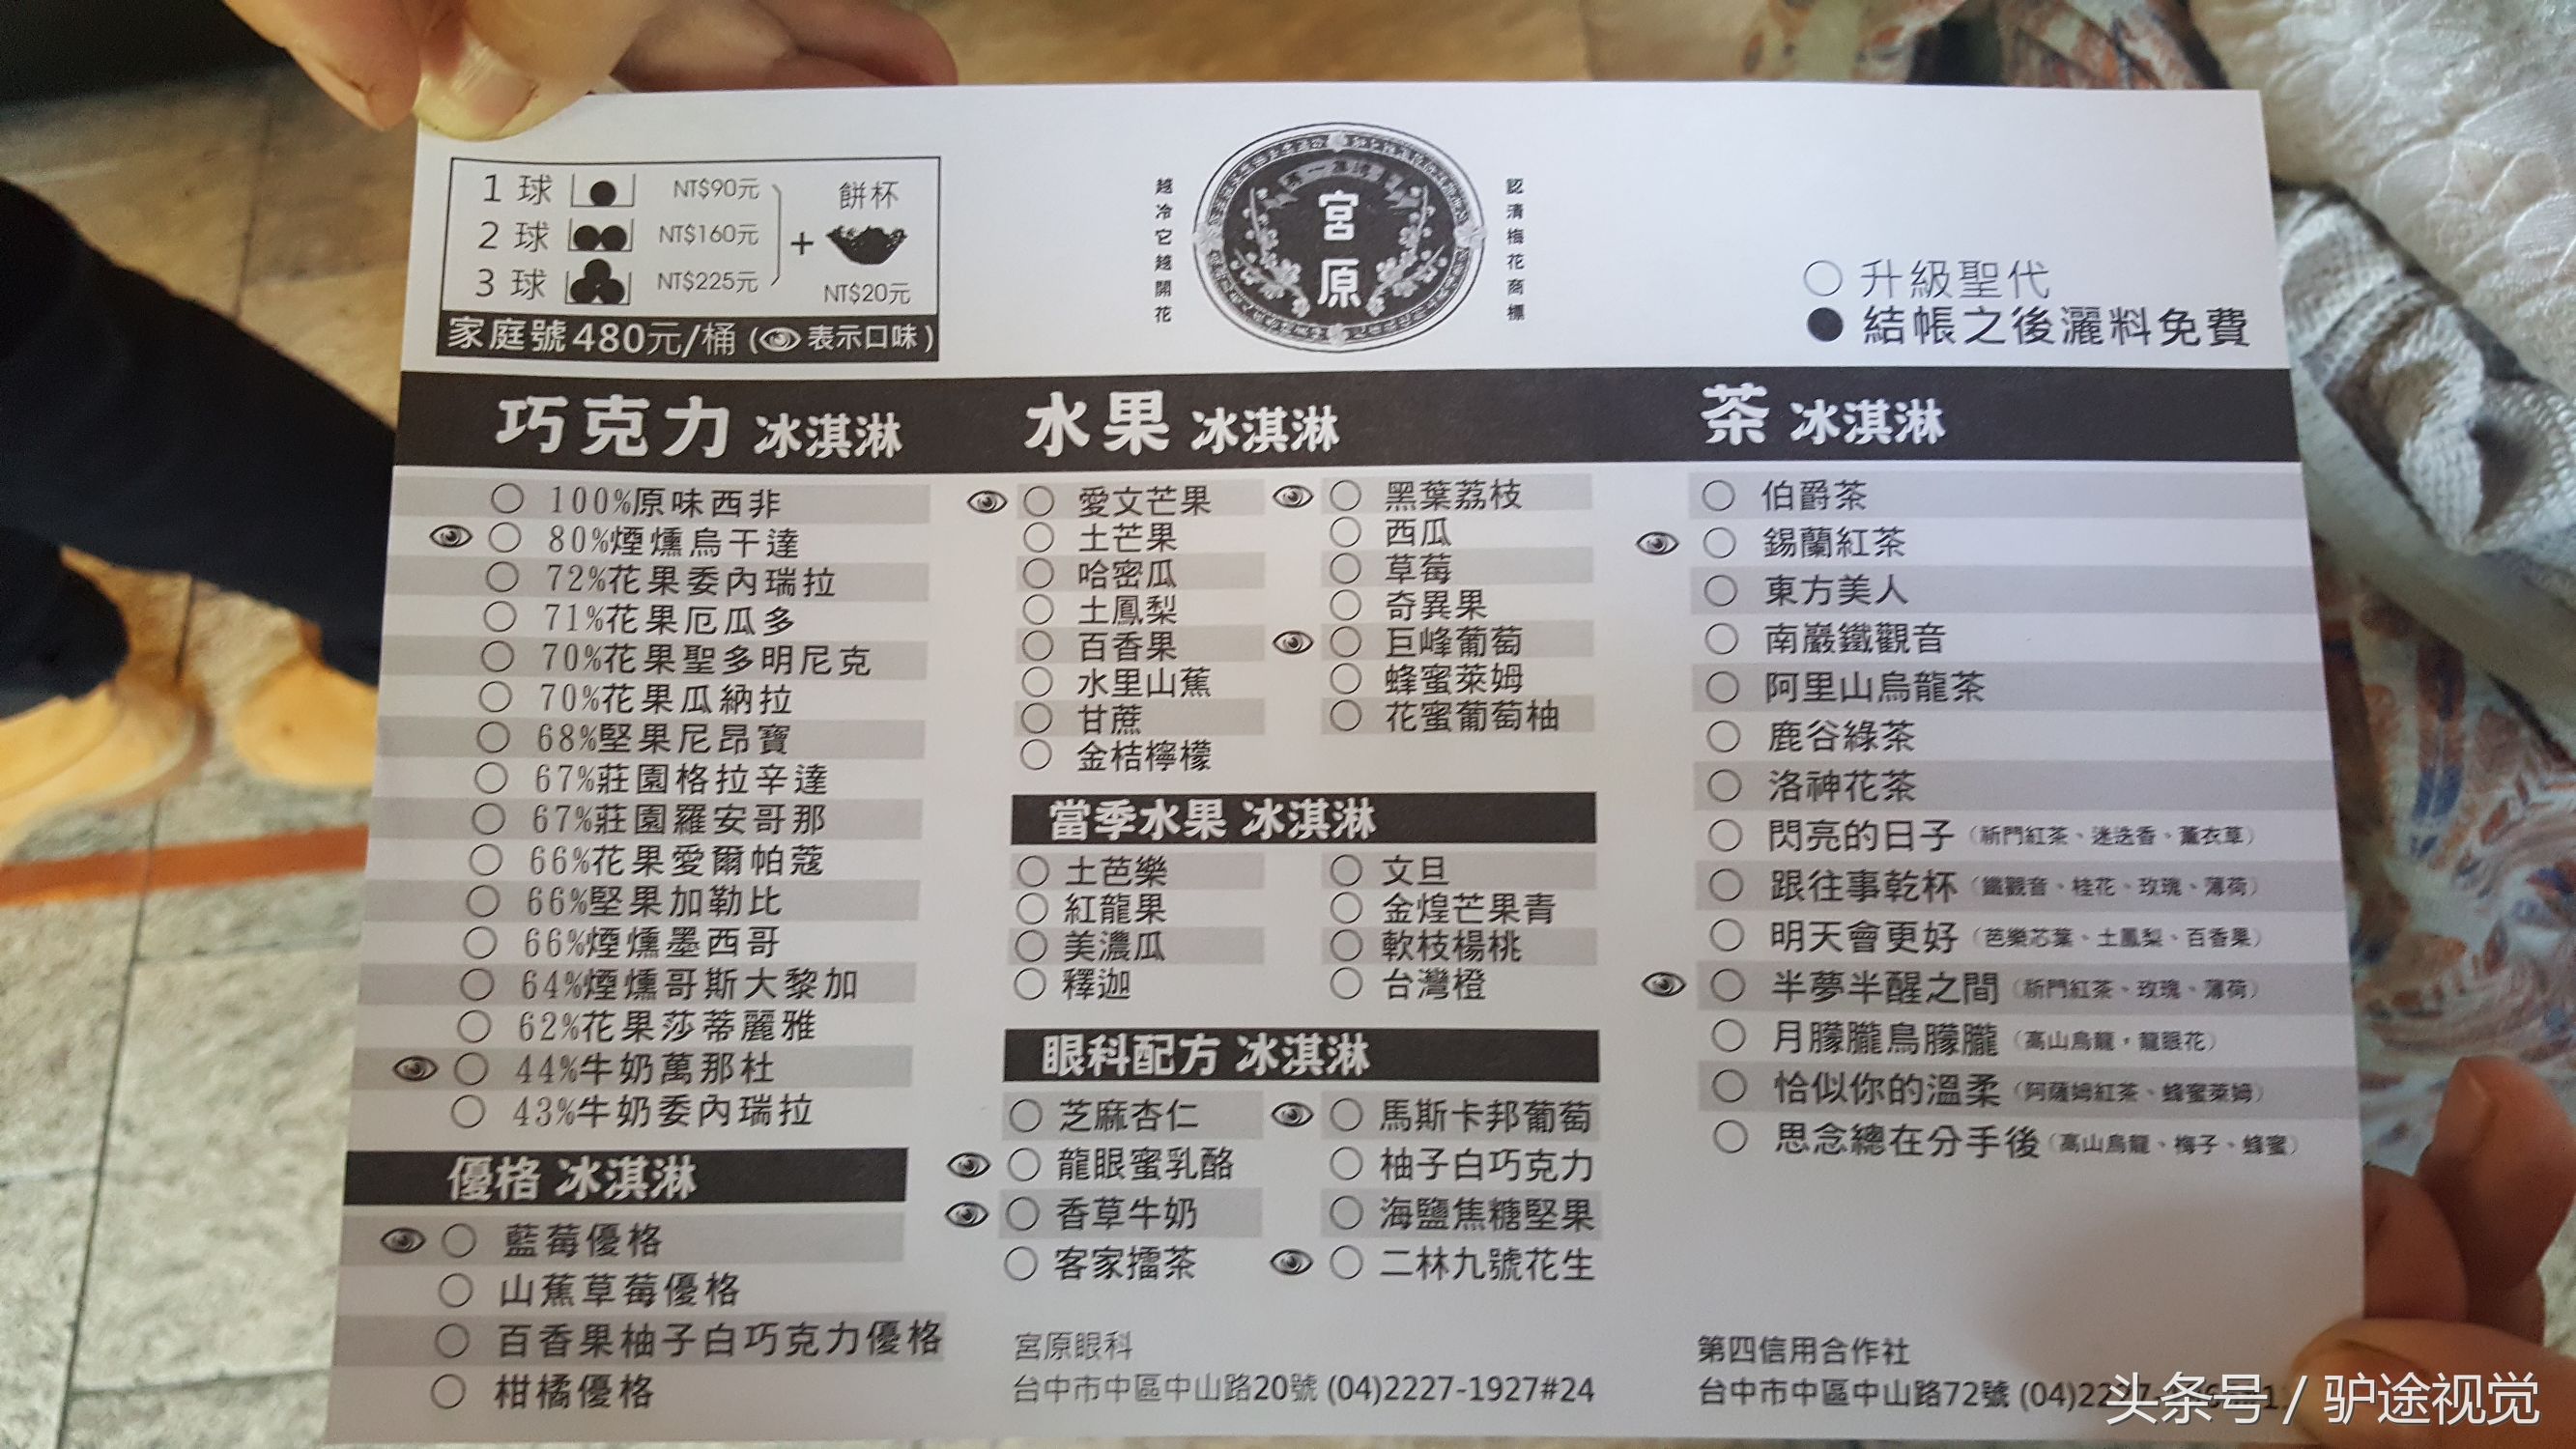 1 球 NT$90元
2 球 NT$160元
3 球 NT$225元
+
餅杯
NT$20元
家庭號480元/桶 (表示口味)
越冷它越開花
宮原
認清梅花商標
升級聖代
結帳之後灑料免費
巧克力 冰淇淋
100%原味西非
80%煙燻烏干達
72%花果委內瑞拉
71%花果厄瓜多
70%花果聖多明尼克
70%花果瓜納拉
68%堅果尼昂寶
67%莊園格拉辛達
67%莊園羅安哥那
66%花果愛爾帕蔻
66%堅果加勒比
66%煙燻墨西哥
64%煙燻哥斯大黎加
62%花果莎蒂麗雅
44%牛奶萬那杜
43%牛奶委內瑞拉
優格 冰淇淋
藍莓優格
山蕉草莓優格
百香果柚子白巧克力優格
柑橘優格
水果 冰淇淋
愛文芒果
土芒果
哈密瓜
土鳳梨
百香果
水里山蕉
甘蔗
金桔檸檬
黑葉荔枝
西瓜
草莓
奇異果
巨峰葡萄
蜂蜜萊姆
花蜜葡萄柚
當季水果 冰淇淋
土芭樂
紅龍果
美濃瓜
釋迦
文旦
金煌芒果青
軟枝楊桃
台灣橙
眼科配方 冰淇淋
芝麻杏仁
龍眼蜜乳酪
香草牛奶
客家擂茶
馬斯卡邦葡萄
柚子白巧克力
海鹽焦糖堅果
二林九號花生
宮原眼科
台中市中區中山路20號 (04)2227-1927#24
茶 冰淇淋
伯爵茶
錫蘭紅茶
東方美人
南巖鐵觀音
阿里山烏龍茶
鹿谷綠茶
洛神花茶
閃亮的日子 (祈門紅茶、迷迭香、薰衣草)
跟往事乾杯 (鐵觀音、桂花、玫瑰、薄荷)
明天會更好 (芭樂芯葉、土鳳梨、百香果)
半夢半醒之間 (祈門紅茶、玫瑰、薄荷)
月朦朧鳥朦朧 (高山烏龍，龍眼花)
恰似你的溫柔 (阿薩姆紅茶、蜂蜜萊姆)
思念總在分手後 (高山烏龍、梅子、蜂蜜)
第四信用合作社
台中市中區中山路72號 (04)22
头条号 / 驴途视觉